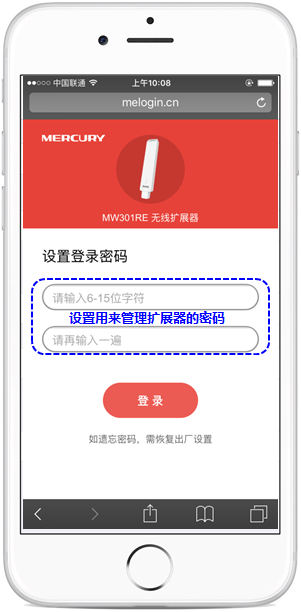 中国联通 上午10:08
melogin.cn
MERCURY
MW301RE 无线扩展器
设置登录密码
请输入6-15位字符
设置用来管理扩展器的密码
请再输入一遍
登 录
如遗忘密码，需恢复出厂设置